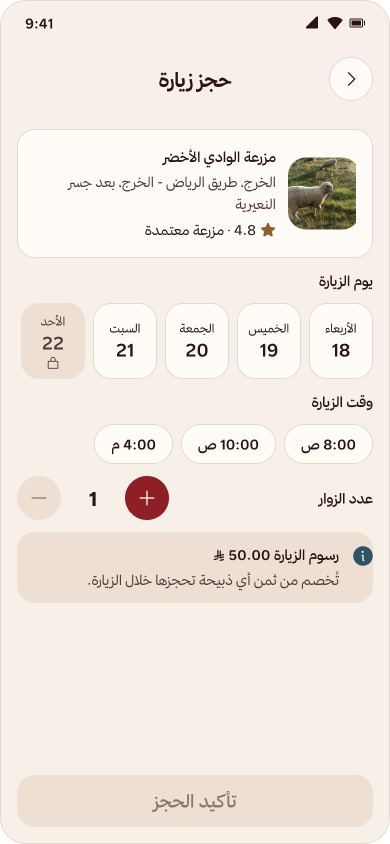 9:41
حجز زيارة
مزرعة الوادي الأخضر
الخرج، طريق الرياض - الخرج، بعد جسر
النعيرية
4.8 · مزرعة معتمدة
يوم الزيارة
الأربعاء
18
الخميس
19
الجمعة
20
السبت
21
الأحد
22
وقت الزيارة
8:00 ص
10:00 ص
4:00 م
عدد الزوار
1
رسوم الزيارة 50.00 ⃁
تُخصم من ثمن أي ذبيحة تحجزها خلال الزيارة.
تأكيد الحجز